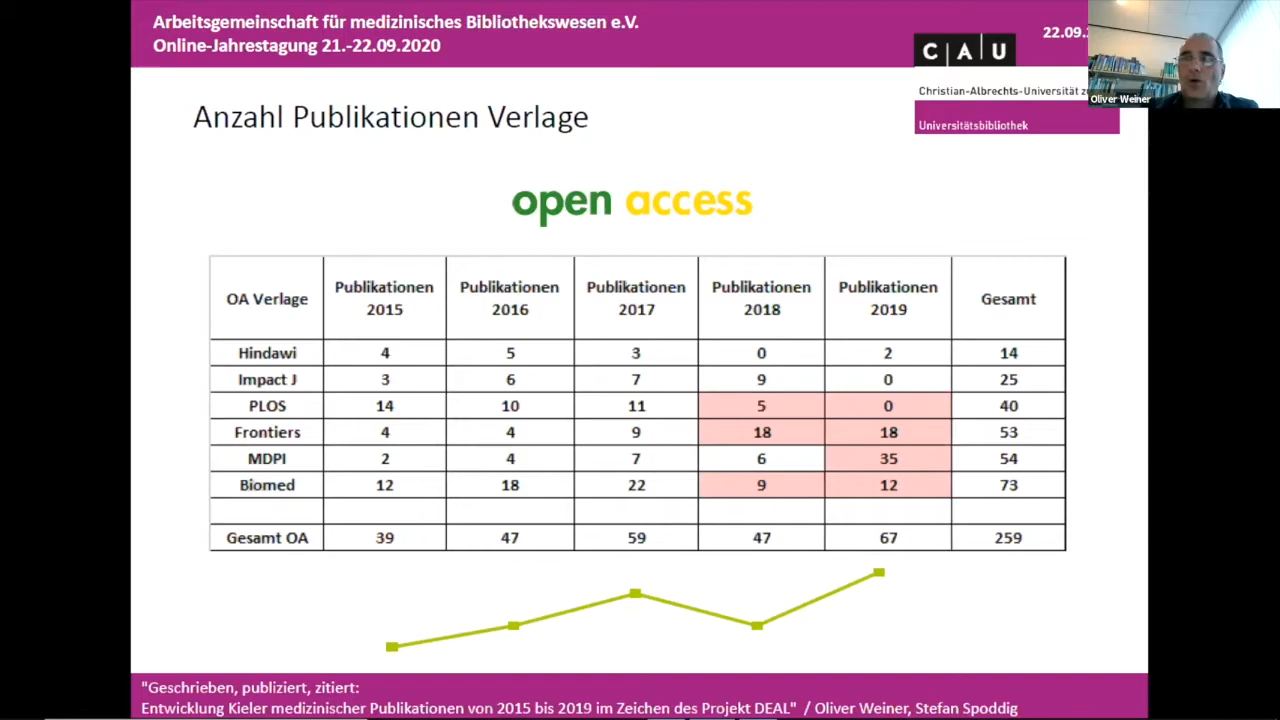 Arbeitsgemeinschaft für medizinisches Bibliothekswesen e.V.
Online-Jahrestagung 21.-22.09.2020
22.09.
CAU
Christian-Albrechts-Universität
Universitätsbibliothek
Oliver Weiner
Anzahl Publikationen Verlage
open access
OA Verlage Publikationen 2015 Publikationen 2016 Publikationen 2017 Publikationen 2018 Publikationen 2019 Gesamt
Hindawi 4 5 3 0 2 14
Impact J 3 6 7 9 0 25
PLOS 14 10 11 5 0 40
Frontiers 4 4 9 18 18 53
MDPI 2 4 7 6 35 54
Biomed 12 18 22 9 12 73
Gesamt OA 39 47 59 47 67 259
"Geschrieben, publiziert, zitiert:
Entwicklung Kieler medizinischer Publikationen von 2015 bis 2019 im Zeichen des Projekt DEAL" / Oliver Weiner, Stefan Spoddig